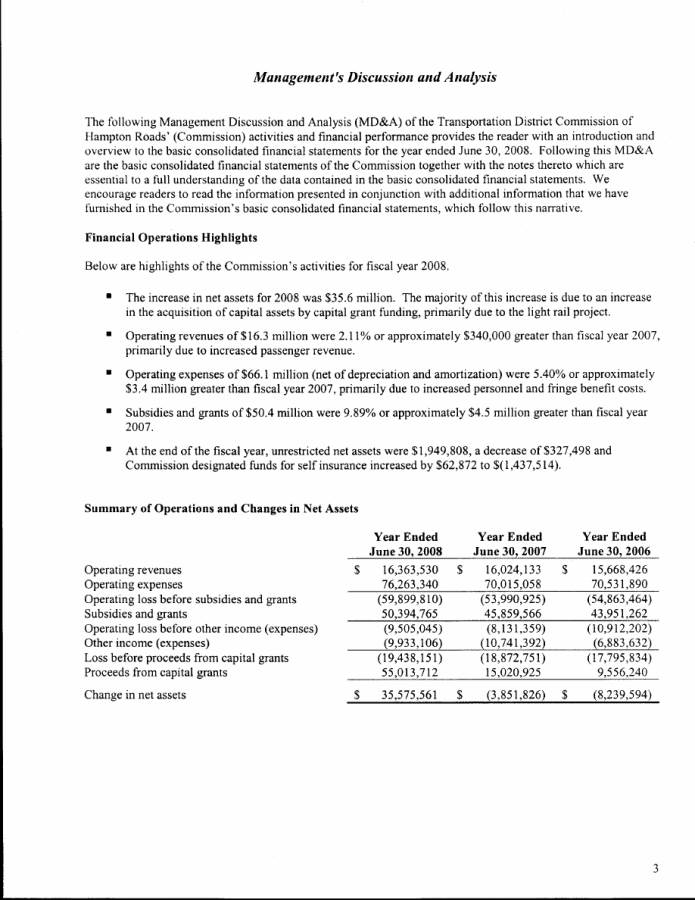 Management's Discussion and Analysis
The following Management Discussion and Analysis (MD&A) of the Transportation District Commission of
Hampton Roads' (Commission) activities and financial performance provides the reader with an introduction and
overview to the basic consolidated financial statements for the year ended June 30, 2008. Following this MD&A
are the basic consolidated financial statements of the Commission together with the notes thereto which are
essential to a full understanding of the data contained in the basic consolidated financial statements. We
encourage readers to read the information presented in conjunction with additional information that we have
furnished in the Commission's basic consolidated financial statements, which follow this narrative.
Financial Operations Highlights
Below are highlights of the Commission's activities for fiscal year 2008.
▪ The increase in net assets for 2008 was $35.6 million. The majority of this increase is due to an increase
in the acquisition of capital assets by capital grant funding, primarily due to the light rail project.
▪ Operating revenues of $16.3 million were 2.11% or approximately $340,000 greater than fiscal year 2007,
primarily due to increased passenger revenue.
▪ Operating expenses of $66.1 million (net of depreciation and amortization) were 5.40% or approximately
$3.4 million greater than fiscal year 2007, primarily due to increased personnel and fringe benefit costs.
▪ Subsidies and grants of $50.4 million were 9.89% or approximately $4.5 million greater than fiscal year
2007.
▪ At the end of the fiscal year, unrestricted net assets were $1,949,808, a decrease of $327,498 and
Commission designated funds for self insurance increased by $62,872 to $(1,437,514).
Summary of Operations and Changes in Net Assets
Year Ended Year Ended Year Ended
June 30, 2008 June 30, 2007 June 30, 2006
Operating revenues $ 16,363,530 $ 16,024,133 $ 15,668,426
Operating expenses 76,263,340 70,015,058 70,531,890
Operating loss before subsidies and grants (59,899,810) (53,990,925) (54,863,464)
Subsidies and grants 50,394,765 45,859,566 43,951,262
Operating loss before other income (expenses) (9,505,045) (8,131,359) (10,912,202)
Other income (expenses) (9,933,106) (10,741,392) (6,883,632)
Loss before proceeds from capital grants (19,438,151) (18,872,751) (17,795,834)
Proceeds from capital grants 55,013,712 15,020,925 9,556,240
Change in net assets $ 35,575,561 $ (3,851,826) $ (8,239,594)
3